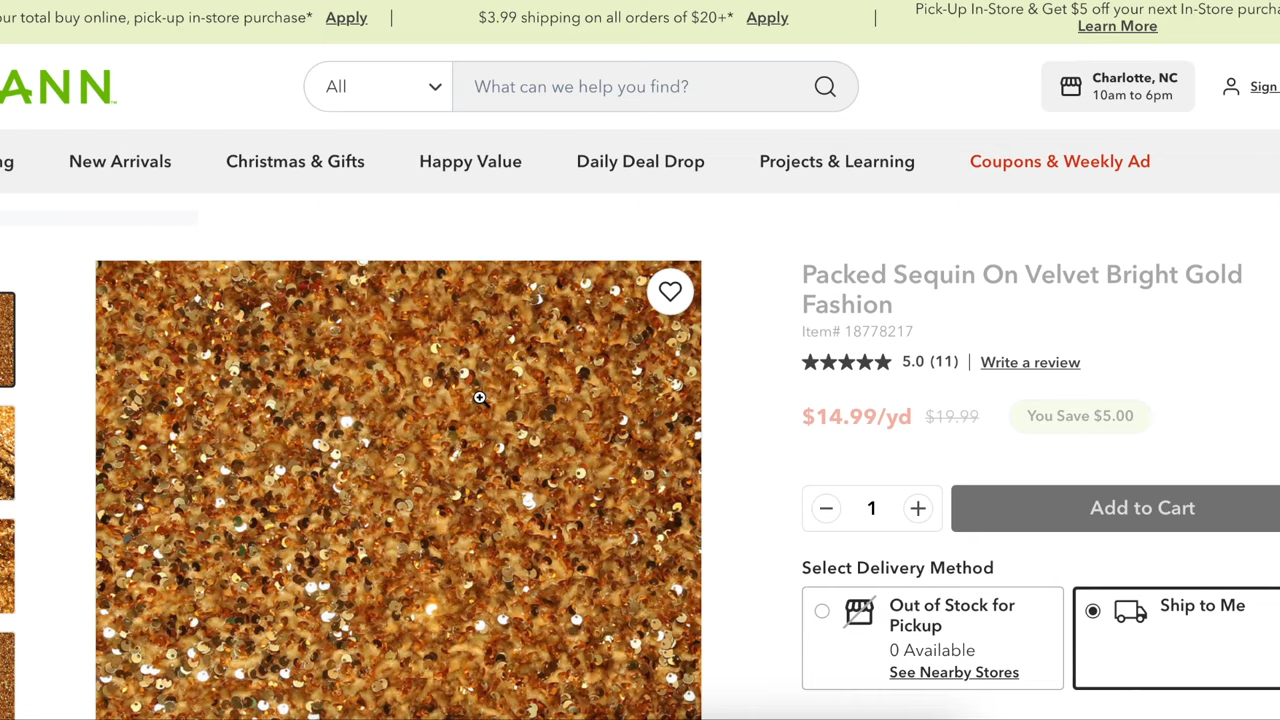 our total buy online, pick-up in-store purchase* Apply |
$3.99 shipping on all orders of $20+* Apply |
Pick-Up In-Store & Get $5 off your next In-Store
Learn More
ANN
All
What can we help you find?
Charlotte, NC
10am to 6pm
Sign
New Arrivals
Christmas & Gifts
Happy Value
Daily Deal Drop
Projects & Learning
Coupons & Weekly Ad
Packed Sequin On Velvet Bright Gold
Fashion
Item# 18778217
5.0 (11) | Write a review
$14.99/yd $19.99 You Save $5.00
1
Add to Cart
Select Delivery Method
Out of Stock for
Pickup
0 Available
See Nearby Stores
Ship to Me